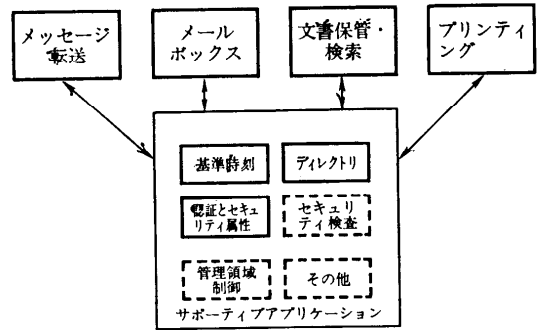 メッセージ
転送
メール
ボックス
文書保管・
検索
プリンティ
ング
基準時刻
ディレクトリ
認証とセキュ
リティ属性
セキュリ
ティ検査
管理領域
制御
その他
サポーティブアプリケーション